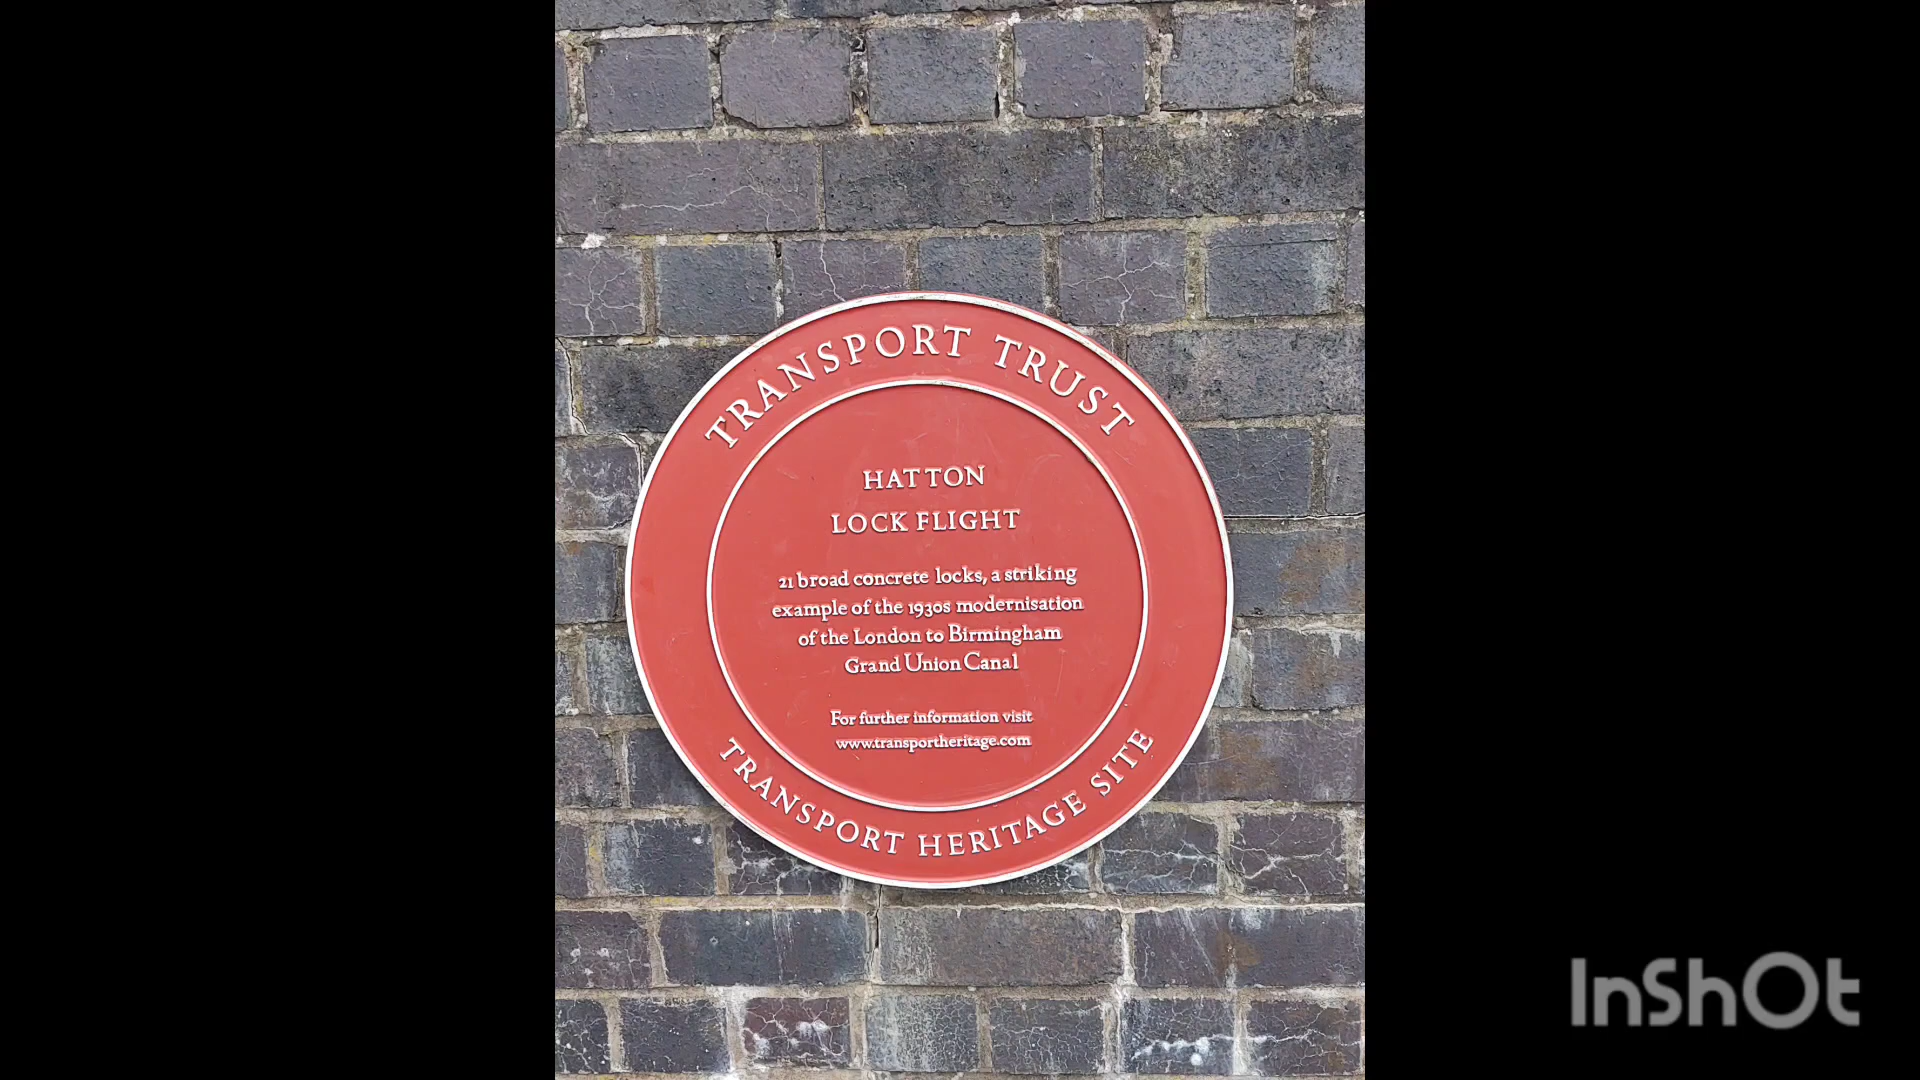 TRANSPORT TRUST
HATTON
LOCK FLIGHT
21 broad concrete locks, a striking
example of the 1930s modernisation
of the London to Birmingham
Grand Union Canal
For further information visit
www.transportheritage.com
TRANSPORT HERITAGE SITE
InShOt